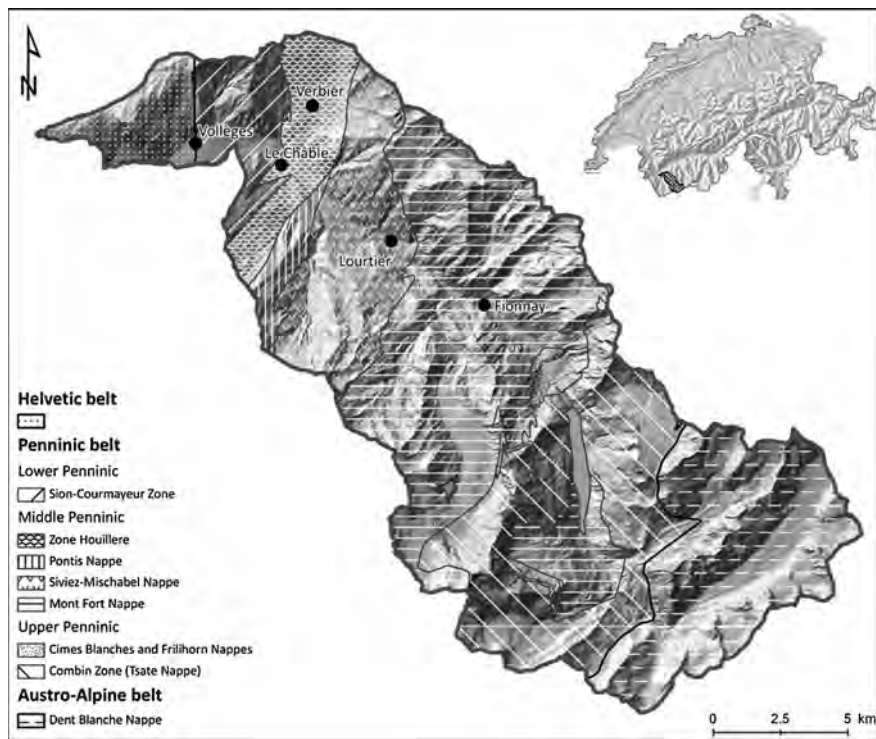 N
Verbier
Volleges
Le Chable
Lourtier
Fionnay
Helvetic belt
Penninic belt
Lower Penninic
Sion-Courmayeur Zone
Middle Penninic
Zone Houillere
Pontis Nappe
Siviez-Mischabel Nappe
Mont Fort Nappe
Upper Penninic
Cimes Blanches and Frilihorn Nappes
Combin Zone (Tsate Nappe)
Austro-Alpine belt
Dent Blanche Nappe
0 2.5 5 km